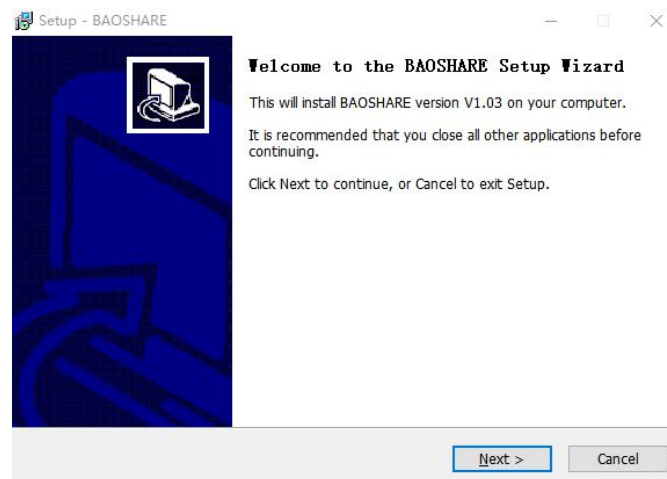 Setup - BAOSHARE
Welcome to the BAOSHARE Setup Wizard
This will install BAOSHARE version V1.03 on your computer.
It is recommended that you close all other applications before
continuing.
Click Next to continue, or Cancel to exit Setup.
Next >
Cancel